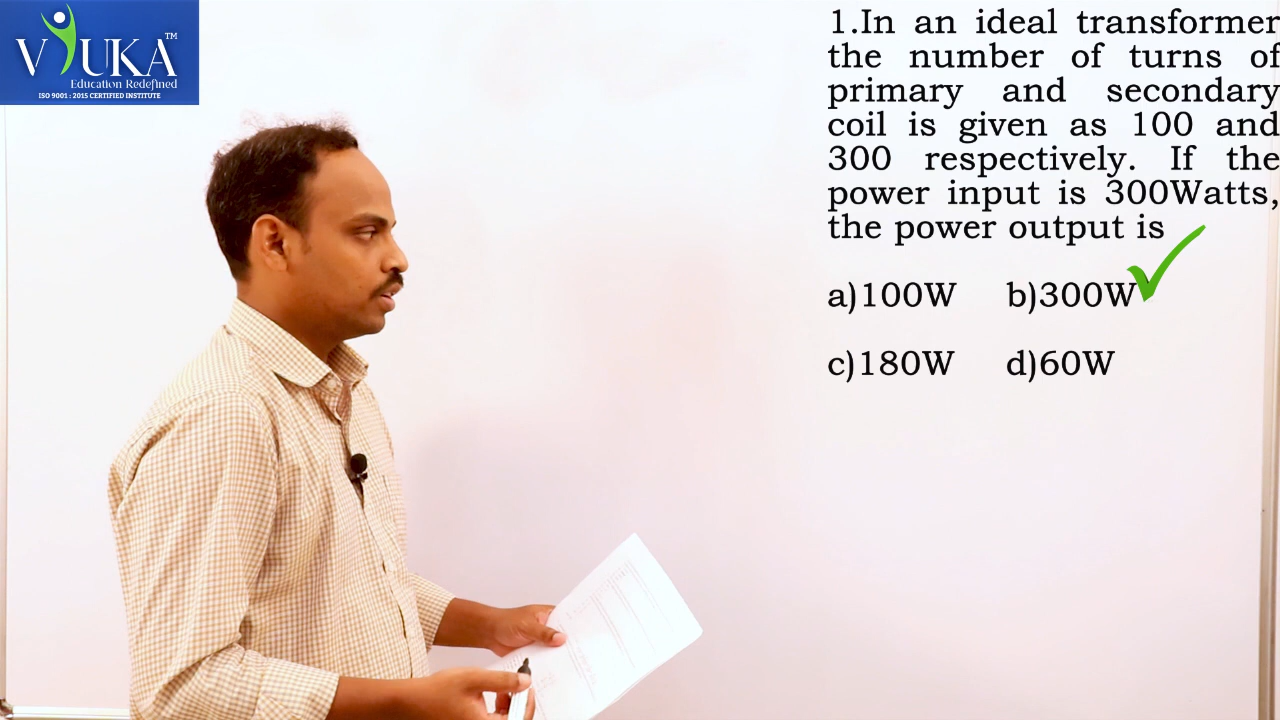 VJUKA™
Education Redefined
ISO 9001 : 2015 CERTIFIED INSTITUTE
1.In an ideal transformer
the number of turns of
primary and secondary
coil is given as 100 and
300 respectively. If the
power input is 300Watts,
the power output is
a)100W b)300W
c)180W d)60W